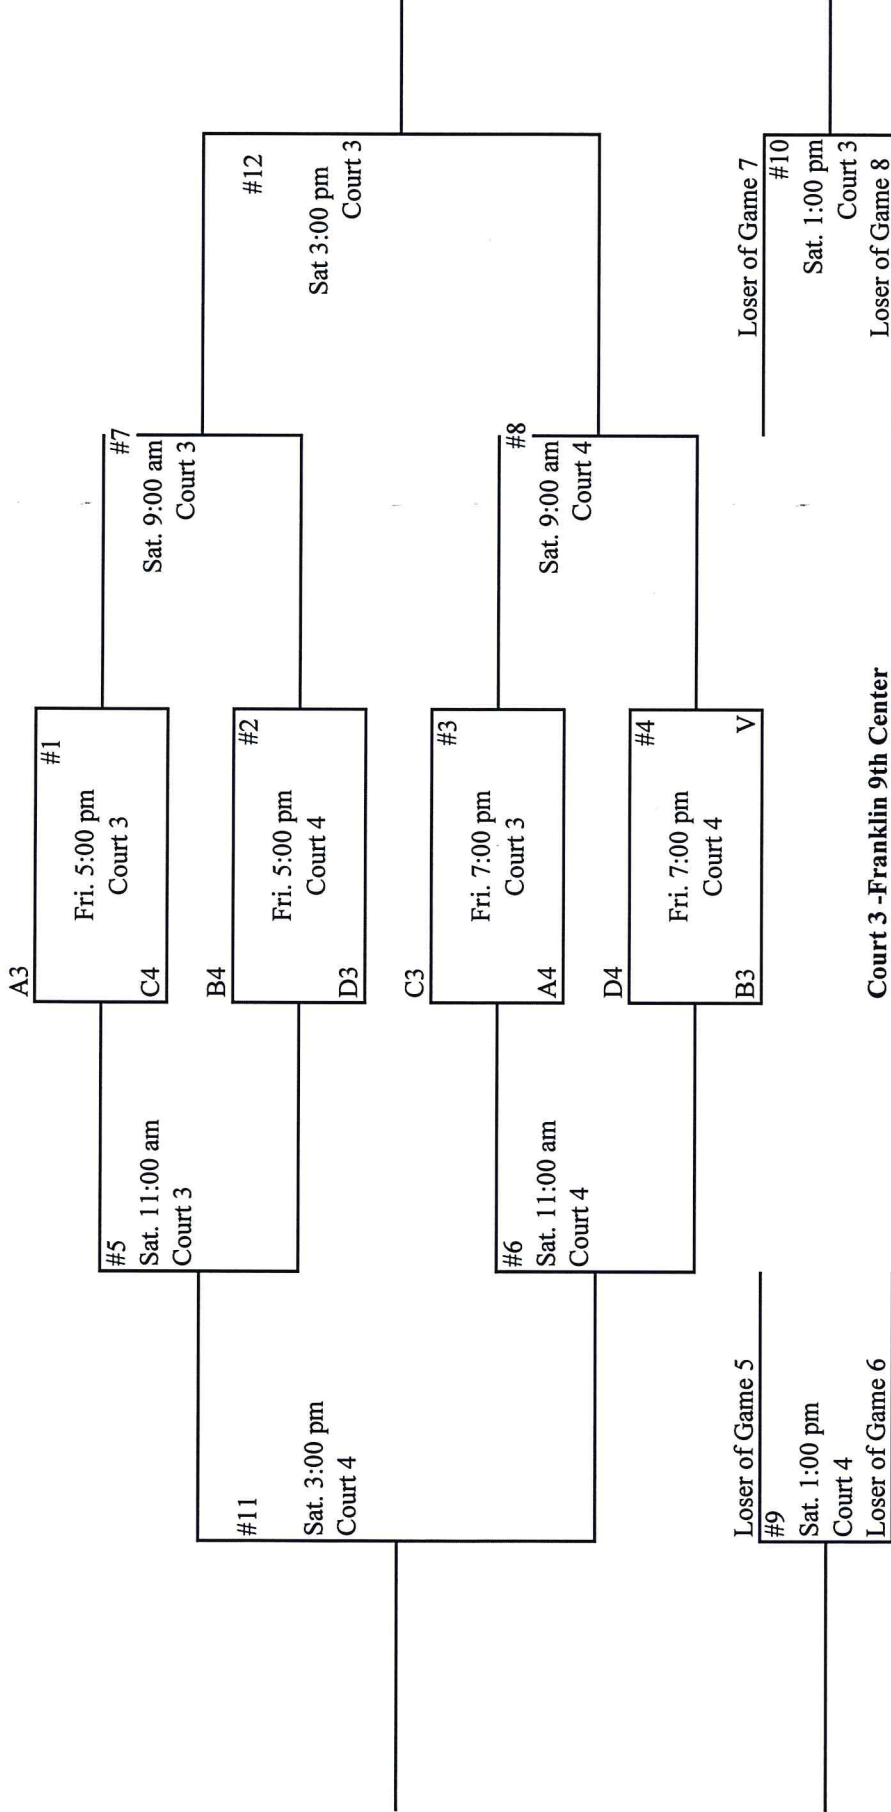 A3
#1
Fri. 5:00 pm
Court 3
C4
B4
#2
Fri. 5:00 pm
Court 4
D3
C3
#3
Fri. 7:00 pm
Court 3
A4
D4
#4
Fri. 7:00 pm
Court 4
B3
V
#5
Sat. 11:00 am
Court 3
#6
Sat. 11:00 am
Court 4
#7
Sat. 9:00 am
Court 3
#8
Sat. 9:00 am
Court 4
#11
Sat. 3:00 pm
Court 4
#12
Sat 3:00 pm
Court 3
Loser of Game 5
#9
Sat. 1:00 pm
Court 4
Loser of Game 6
Loser of Game 7
#10
Sat. 1:00 pm
Court 3
Loser of Game 8
Court 3 -Franklin 9th Center